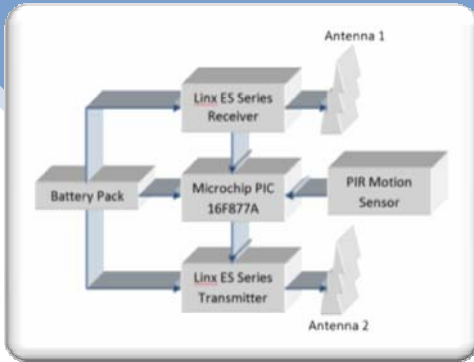 Antenna 1
Linx ES Series
Receiver
Battery Pack
Microchip PIC
16F877A
PIR Motion
Sensor
Linx ES Series
Transmitter
Antenna 2